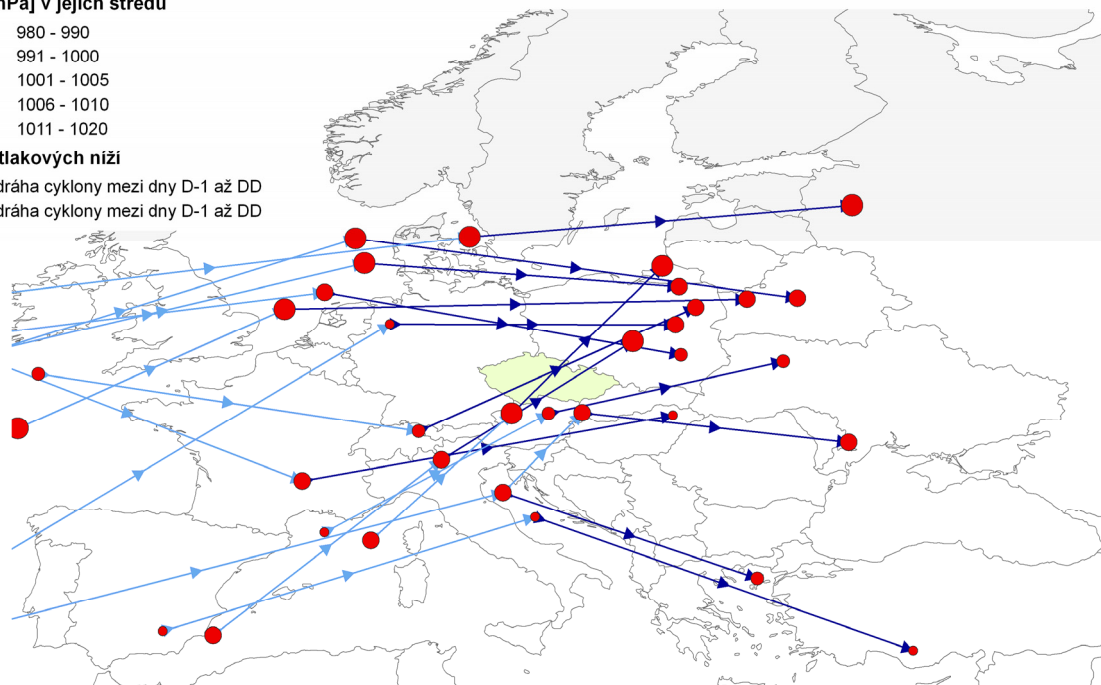 hPa] v jejich středu
980 - 990
991 - 1000
1001 - 1005
1006 - 1010
1011 - 1020
tlakových níží
dráha cyklony mezi dny D-1 až DD
dráha cyklony mezi dny D-1 až DD